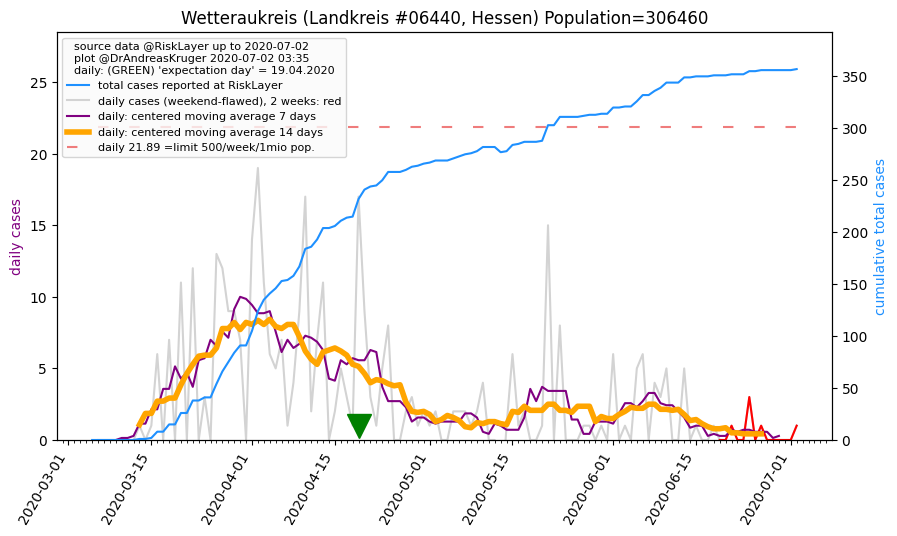 Wetteraukreis (Landkreis #06440, Hessen) Population=306460
source data @RiskLayer up to 2020-07-02
plot @DrAndreasKruger 2020-07-02 03:35
daily: (GREEN) 'expectation day' = 19.04.2020
total cases reported at RiskLayer
daily cases (weekend-flawed), 2 weeks: red
daily: centered moving average 7 days
daily: centered moving average 14 days
daily 21.89 =limit 500/week/1mio pop.
daily cases
25
20
15
10
5
0
cumulative total cases
350
300
250
200
150
100
50
0
2020-03-01
2020-03-15
2020-04-01
2020-04-15
2020-05-01
2020-05-15
2020-06-01
2020-06-15
2020-07-01